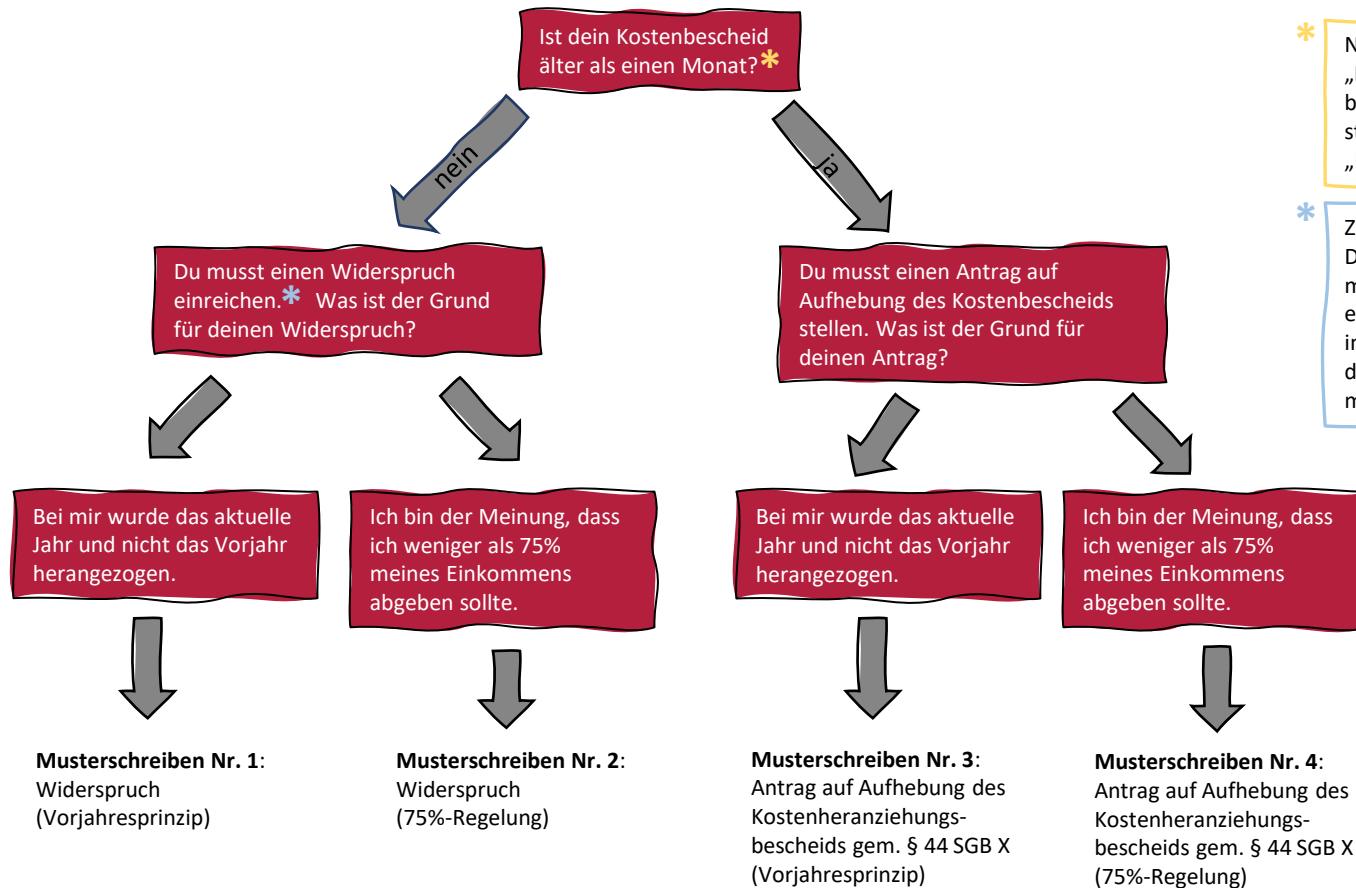 Ist dein Kostenbescheid
älter als einen Monat?*
nein
ja
Du musst einen Widerspruch
einreichen.* Was ist der Grund
für deinen Widerspruch?
Du musst einen Antrag auf
Aufhebung des Kostenbescheids
stellen. Was ist der Grund für
deinen Antrag?
Bei mir wurde das aktuelle
Jahr und nicht das Vorjahr
herangezogen.
Ich bin der Meinung, dass
ich weniger als 75%
meines Einkommens
abgeben sollte.
Bei mir wurde das aktuelle
Jahr und nicht das Vorjahr
herangezogen.
Ich bin der Meinung, dass
ich weniger als 75%
meines Einkommens
abgeben sollte.
Musterschreiben Nr. 1:
Widerspruch
(Vorjahresprinzip)
Musterschreiben Nr. 2:
Widerspruch
(75%-Regelung)
Musterschreiben Nr. 3:
Antrag auf Aufhebung des
Kostenheranziehungs-
bescheids gem. § 44 SGB X
(Vorjahresprinzip)
Musterschreiben Nr. 4:
Antrag auf Aufhebung des
Kostenheranziehungs-
bescheids gem. § 44 SGB X
(75%-Regelung)
*
*